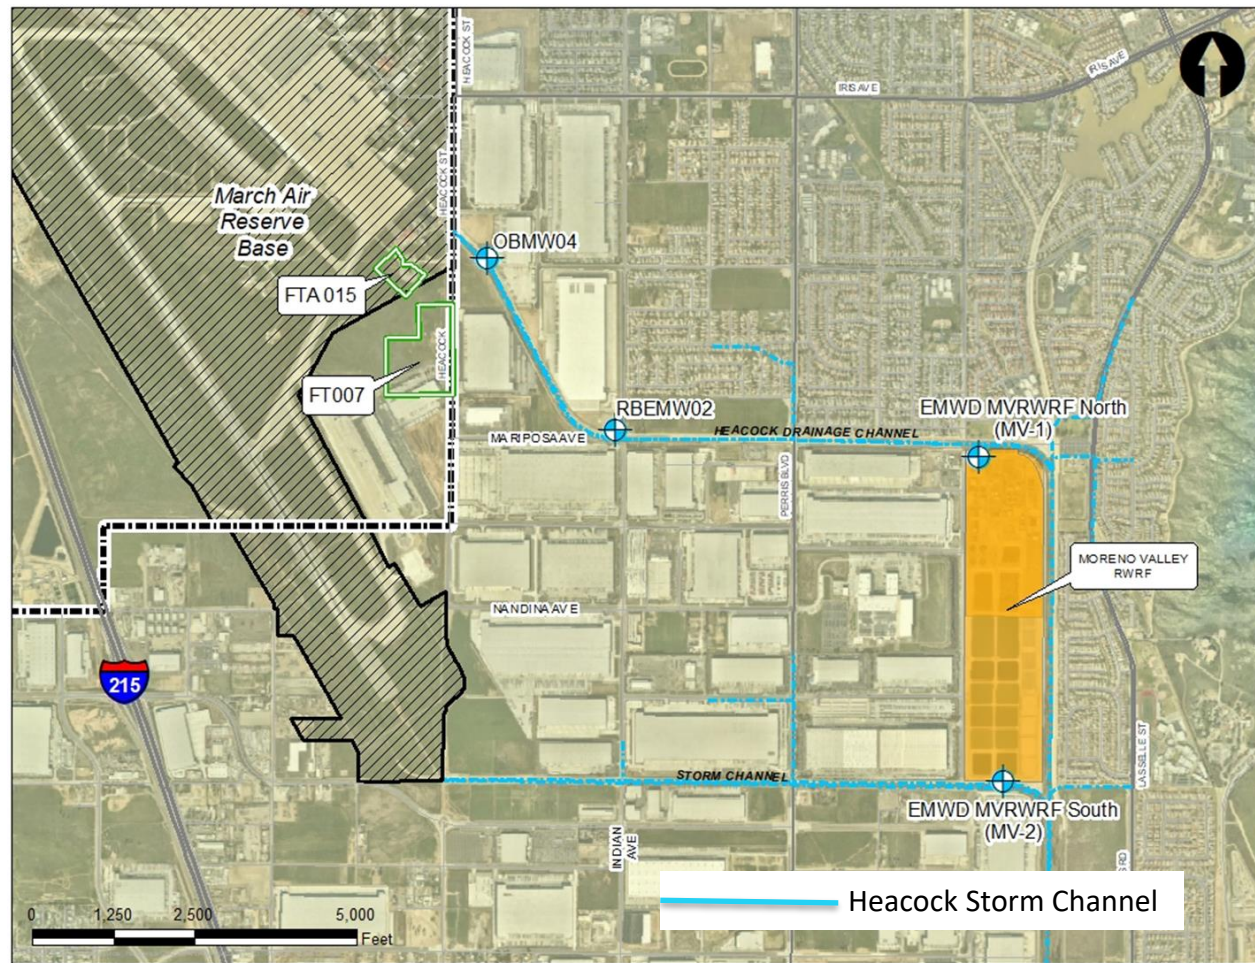 HEACOCK ST
IRIS AVE
IRIS AVE
HEACOCK ST
March Air
Reserve
Base
OBMW04
FTA 015
HEACOCK
FT007
RBEMW02
EMWD MVRWRF North
(MV-1)
MARIPOSA AVE
HEACOCK DRAINAGE CHANNEL
PERRIS BLVD
MORENO VALLEY
RWRF
NANDINA AVE
215
LASSELLE ST
STORM CHANNEL
EMWD MVRWRF South
(MV-2)
INDIAN
AVE
Heacock Storm Channel
0 1,250 2,500 5,000
Feet